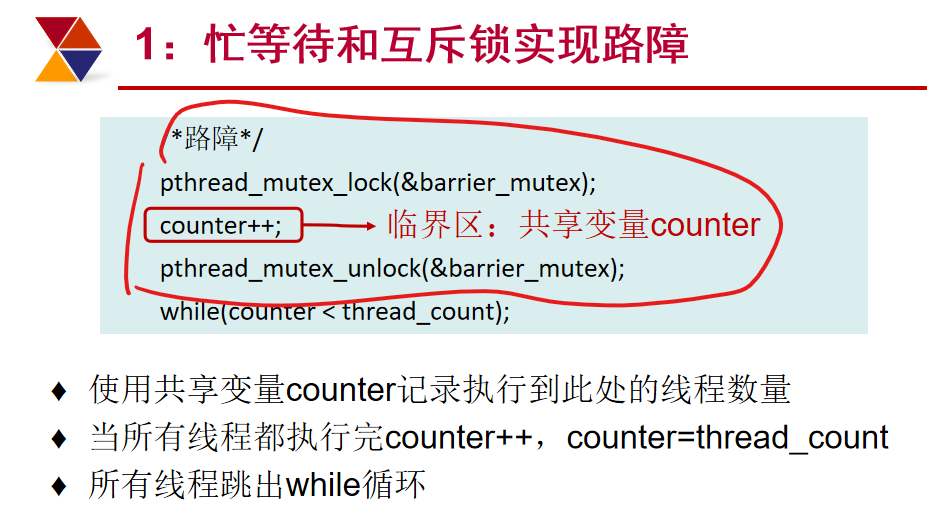 1：忙等待和互斥锁实现路障
*路障*/
pthread_mutex_lock(&barrier_mutex);
counter++; 临界区：共享变量counter
pthread_mutex_unlock(&barrier_mutex);
while(counter < thread_count);
♦ 使用共享变量counter记录执行到此处的线程数量
♦ 当所有线程都执行完counter++，counter=thread_count
♦ 所有线程跳出while循环